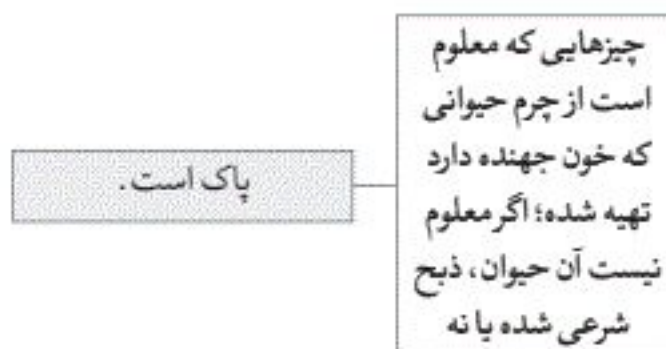 چیزهایی که معلوم
است از چرم حیوانی
که خون جهنده دارد
تهیه شده؛ اگر معلوم
نیست آن حیوان، ذبح
شرعی شده یا نه
پاک است.